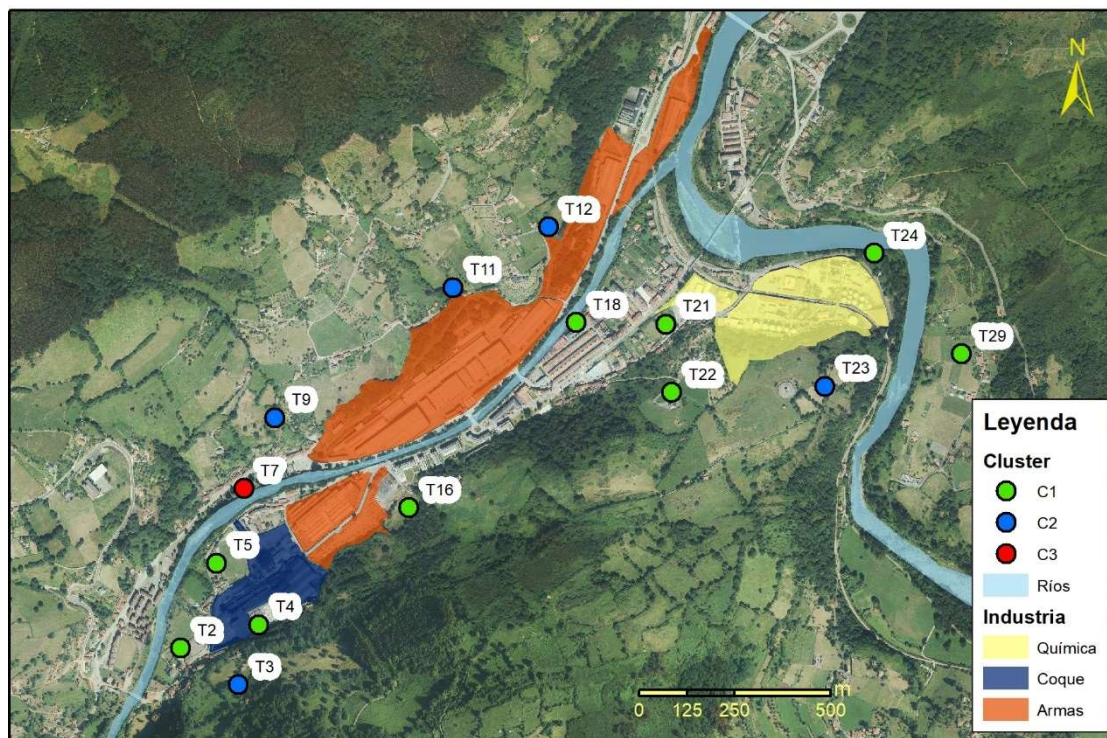 N
T12
T11
T24
T18
T21
T29
T22
T23
T9
T7
T16
T5
T4
T2
T3
Leyenda
Cluster
C1
C2
C3
Ríos
Industria
Química
Coque
Armas
m
0 125 250 500